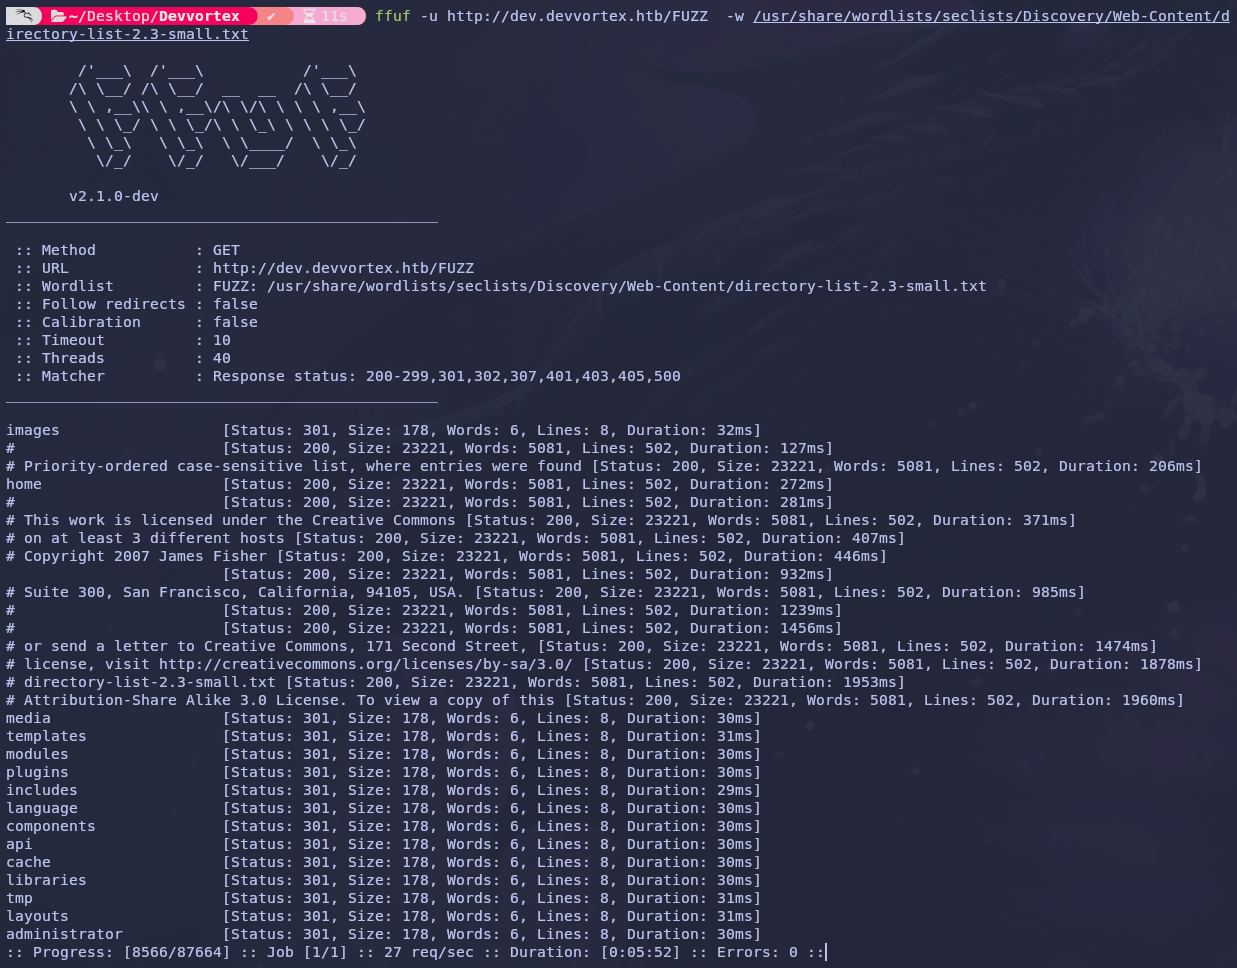 ~/Desktop/Devvortex ✔ 11s ffuf -u http://dev.devvortex.htb/FUZZ  -w /usr/share/wordlists/seclists/Discovery/Web-Content/d
irectory-list-2.3-small.txt

        /'___\  /'___\           /'___\
       /\ \__/ /\ \__/  __  __  /\ \__/
       \ \ ,__\\ \ ,__\/\ \/\ \ \ \ ,__\
        \ \ \_/ \ \ \_/\ \ \_\ \ \ \ \_/
         \ \_\   \ \_\  \ \____/  \ \_\
          \/_/    \/_/   \/___/    \/_/

       v2.1.0-dev
________________________________________________

 :: Method           : GET
 :: URL              : http://dev.devvortex.htb/FUZZ
 :: Wordlist         : FUZZ: /usr/share/wordlists/seclists/Discovery/Web-Content/directory-list-2.3-small.txt
 :: Follow redirects : false
 :: Calibration      : false
 :: Timeout          : 10
 :: Threads          : 40
 :: Matcher          : Response status: 200-299,301,302,307,401,403,405,500
________________________________________________

images                  [Status: 301, Size: 178, Words: 6, Lines: 8, Duration: 32ms]
#                       [Status: 200, Size: 23221, Words: 5081, Lines: 502, Duration: 127ms]
# Priority-ordered case-sensitive list, where entries were found [Status: 200, Size: 23221, Words: 5081, Lines: 502, Duration: 206ms]
home                    [Status: 200, Size: 23221, Words: 5081, Lines: 502, Duration: 272ms]
#                       [Status: 200, Size: 23221, Words: 5081, Lines: 502, Duration: 281ms]
# This work is licensed under the Creative Commons [Status: 200, Size: 23221, Words: 5081, Lines: 502, Duration: 371ms]
# on at least 3 different hosts [Status: 200, Size: 23221, Words: 5081, Lines: 502, Duration: 407ms]
# Copyright 2007 James Fisher [Status: 200, Size: 23221, Words: 5081, Lines: 502, Duration: 446ms]
                        [Status: 200, Size: 23221, Words: 5081, Lines: 502, Duration: 932ms]
# Suite 300, San Francisco, California, 94105, USA. [Status: 200, Size: 23221, Words: 5081, Lines: 502, Duration: 985ms]
#                       [Status: 200, Size: 23221, Words: 5081, Lines: 502, Duration: 1239ms]
#                       [Status: 200, Size: 23221, Words: 5081, Lines: 502, Duration: 1456ms]
# or send a letter to Creative Commons, 171 Second Street, [Status: 200, Size: 23221, Words: 5081, Lines: 502, Duration: 1474ms]
# license, visit http://creativecommons.org/licenses/by-sa/3.0/ [Status: 200, Size: 23221, Words: 5081, Lines: 502, Duration: 1878ms]
# directory-list-2.3-small.txt [Status: 200, Size: 23221, Words: 5081, Lines: 502, Duration: 1953ms]
# Attribution-Share Alike 3.0 License. To view a copy of this [Status: 200, Size: 23221, Words: 5081, Lines: 502, Duration: 1960ms]
media                   [Status: 301, Size: 178, Words: 6, Lines: 8, Duration: 30ms]
templates               [Status: 301, Size: 178, Words: 6, Lines: 8, Duration: 31ms]
modules                 [Status: 301, Size: 178, Words: 6, Lines: 8, Duration: 30ms]
plugins                 [Status: 301, Size: 178, Words: 6, Lines: 8, Duration: 30ms]
includes                [Status: 301, Size: 178, Words: 6, Lines: 8, Duration: 29ms]
language                [Status: 301, Size: 178, Words: 6, Lines: 8, Duration: 30ms]
components              [Status: 301, Size: 178, Words: 6, Lines: 8, Duration: 30ms]
api                     [Status: 301, Size: 178, Words: 6, Lines: 8, Duration: 30ms]
cache                   [Status: 301, Size: 178, Words: 6, Lines: 8, Duration: 30ms]
libraries               [Status: 301, Size: 178, Words: 6, Lines: 8, Duration: 30ms]
tmp                     [Status: 301, Size: 178, Words: 6, Lines: 8, Duration: 31ms]
layouts                 [Status: 301, Size: 178, Words: 6, Lines: 8, Duration: 31ms]
administrator           [Status: 301, Size: 178, Words: 6, Lines: 8, Duration: 30ms]
:: Progress: [8566/87664] :: Job [1/1] :: 27 req/sec :: Duration: [0:05:52] :: Errors: 0 ::